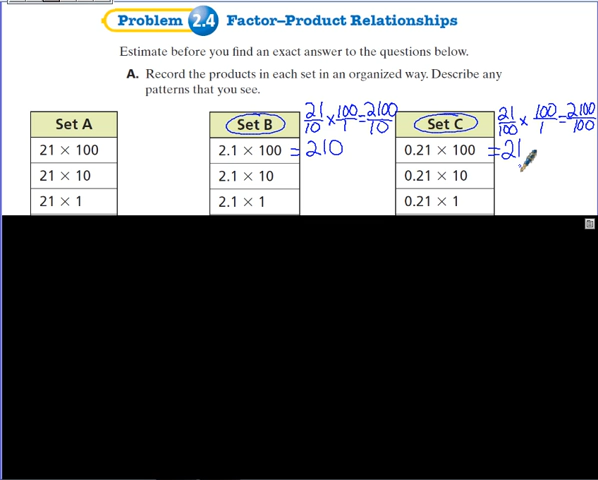 Problem 2.4 Factor–Product Relationships
Estimate before you find an exact answer to the questions below.
A. Record the products in each set in an organized way. Describe any
patterns that you see.
21/10 × 100/1 = 2100/10
21/100 × 100/1 = 2100/100
Set A
21 × 100
21 × 10
21 × 1
Set B
2.1 × 100 = 210
2.1 × 10
2.1 × 1
Set C
0.21 × 100 = 21
0.21 × 10
0.21 × 1